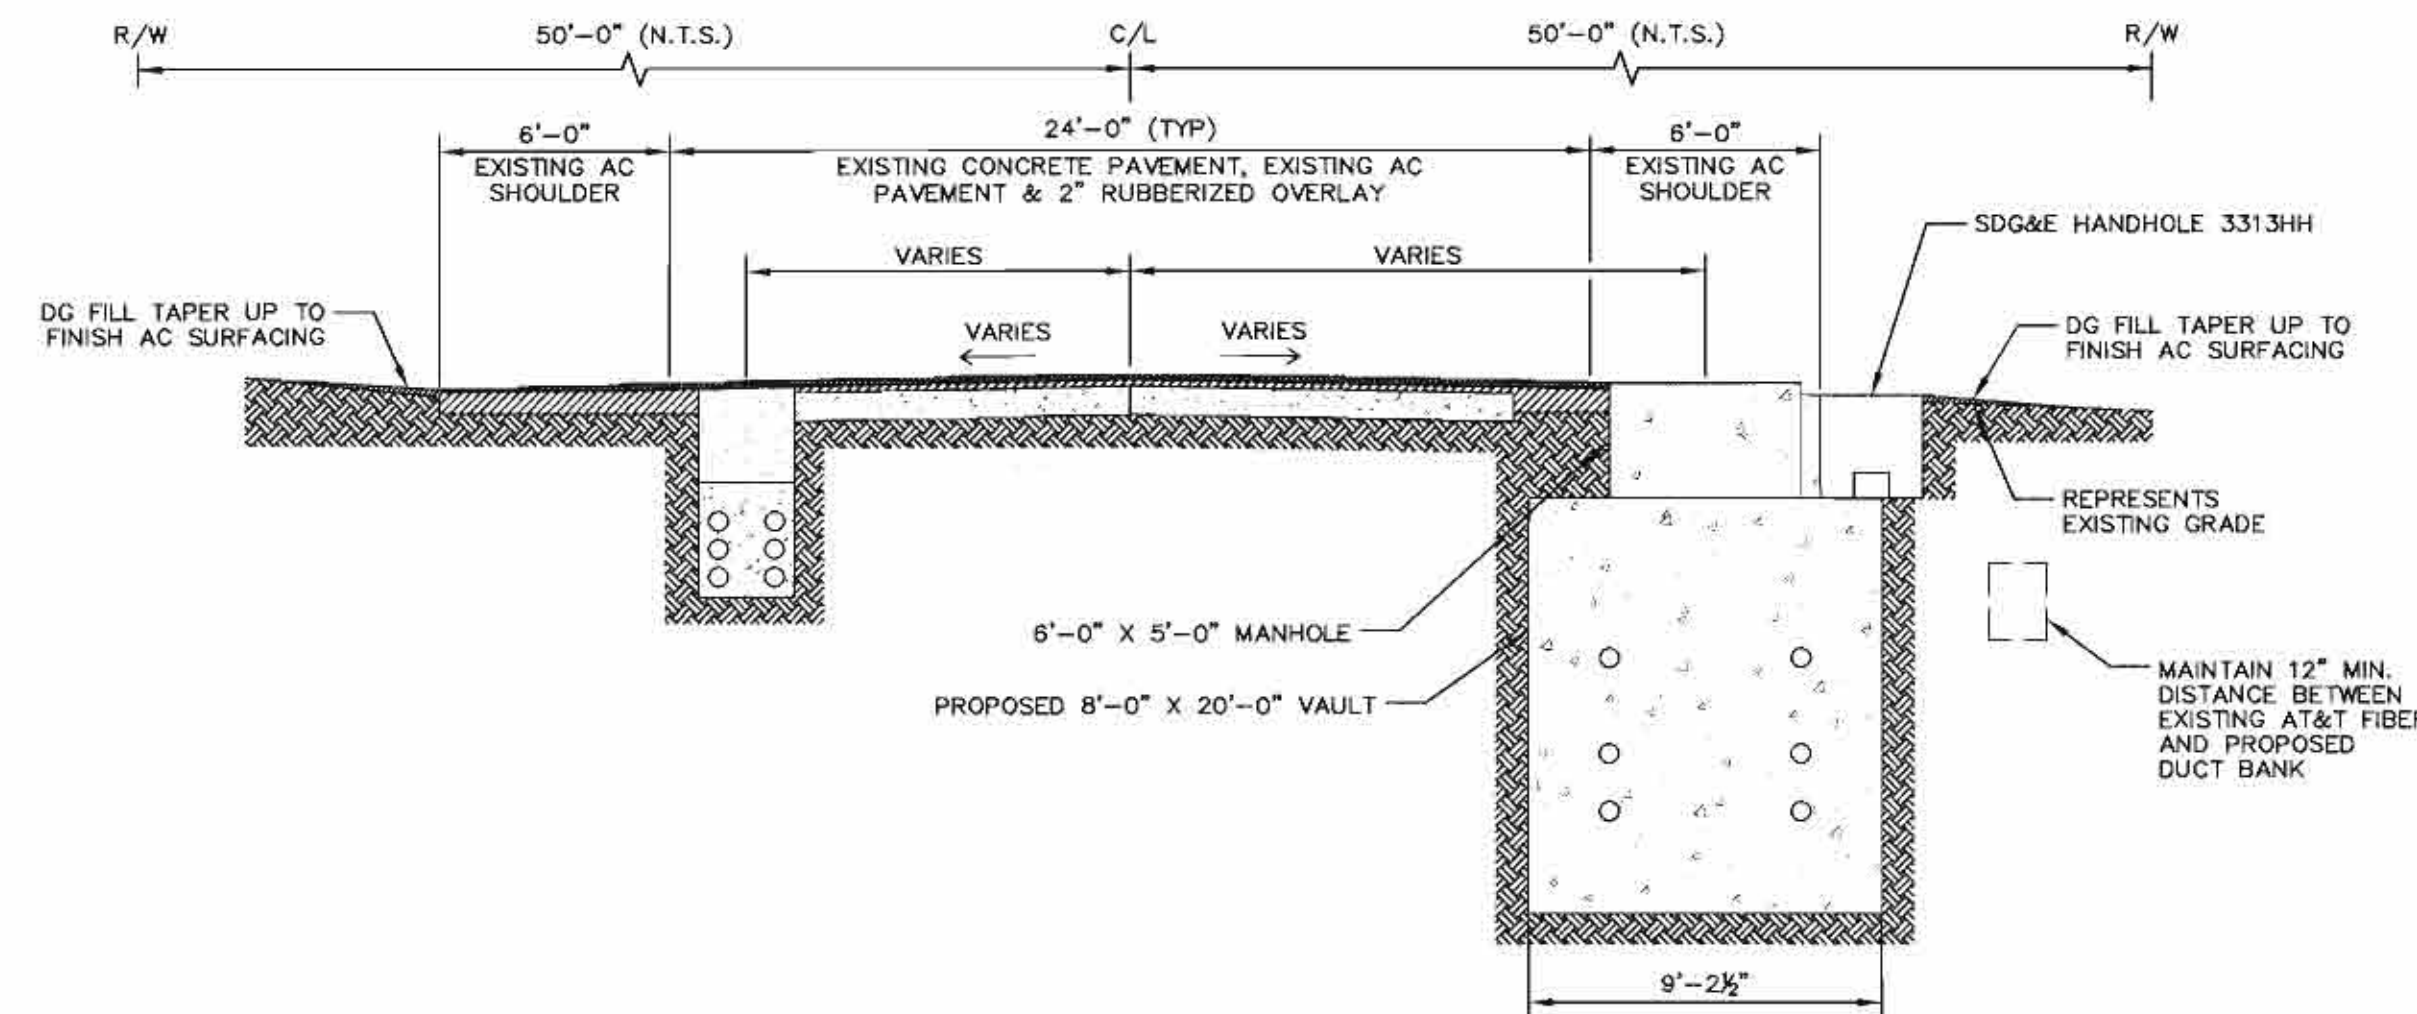 R/W
50'-0" (N.T.S.)
C/L
50'-0" (N.T.S.)
R/W
6'-0"
EXISTING AC
SHOULDER
24'-0" (TYP)
EXISTING CONCRETE PAVEMENT, EXISTING AC
PAVEMENT & 2" RUBBERIZED OVERLAY
6'-0"
EXISTING AC
SHOULDER
SDG&E HANDHOLE 3313HH
VARIES
VARIES
DG FILL TAPER UP TO
FINISH AC SURFACING
VARIES
VARIES
DG FILL TAPER UP TO
FINISH AC SURFACING
REPRESENTS
EXISTING GRADE
6'-0" X 5'-0" MANHOLE
PROPOSED 8'-0" X 20'-0" VAULT
MAINTAIN 12" MIN.
DISTANCE BETWEEN
EXISTING AT&T FIBER
AND PROPOSED
DUCT BANK
9'-2½"